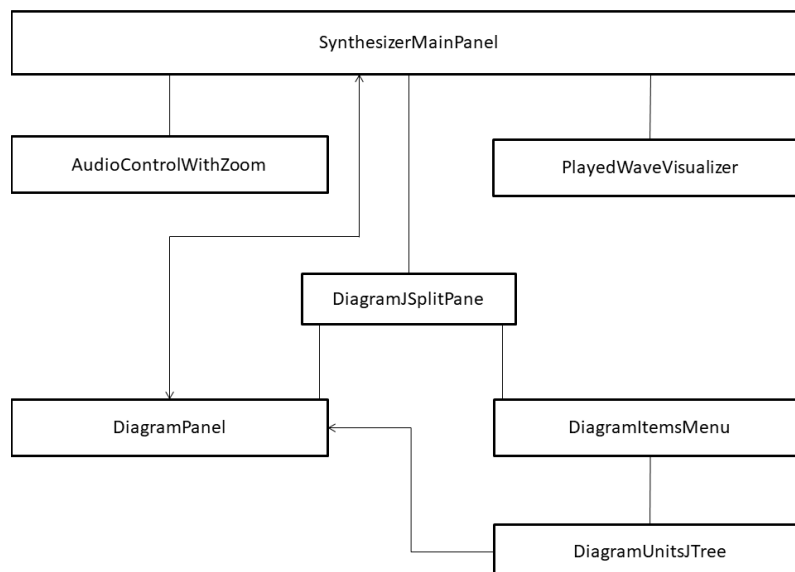 SynthesizerMainPanel
AudioControlWithZoom
PlayedWaveVisualizer
DiagramJSplitPane
DiagramPanel
DiagramItemsMenu
DiagramUnitsJTree